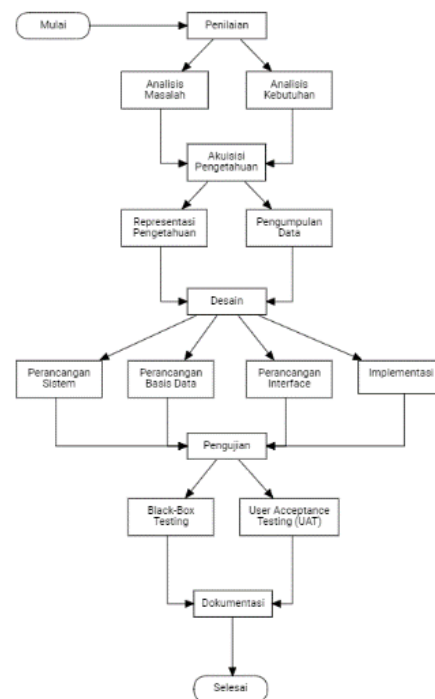 Mulai
Penilaian
Analisis
Masalah
Analisis
Kebutuhan
Akuisisi
Pengetahuan
Representasi
Pengetahuan
Pengumpulan
Data
Desain
Perancangan
Sistem
Perancangan
Basis Data
Perancangan
Interface
Implementasi
Pengujian
Black-Box
Testing
User Acceptance
Testing (UAT)
Dokumentasi
Selesai